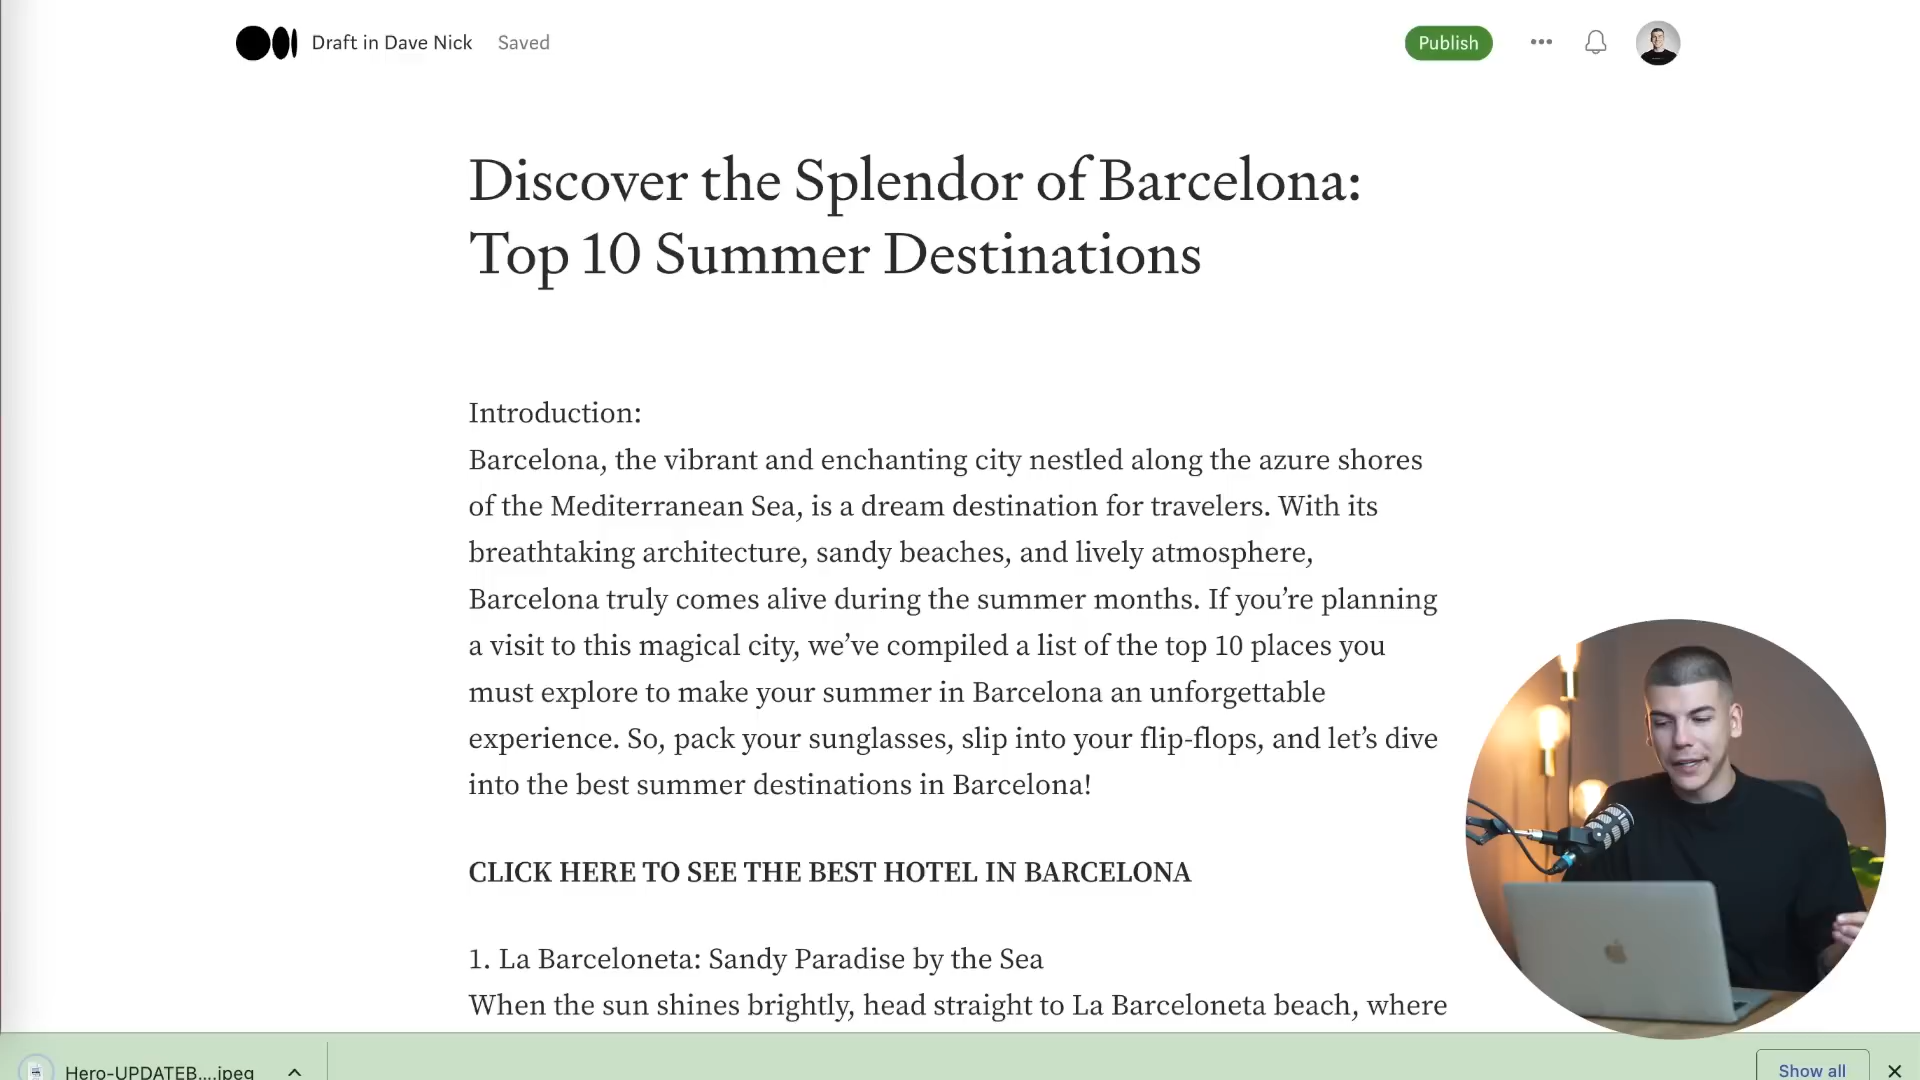 Draft in Dave Nick Saved
Publish
Discover the Splendor of Barcelona:
Top 10 Summer Destinations
Introduction:
Barcelona, the vibrant and enchanting city nestled along the azure shores
of the Mediterranean Sea, is a dream destination for travelers. With its
breathtaking architecture, sandy beaches, and lively atmosphere,
Barcelona truly comes alive during the summer months. If you’re planning
a visit to this magical city, we’ve compiled a list of the top 10 places you
must explore to make your summer in Barcelona an unforgettable
experience. So, pack your sunglasses, slip into your flip-flops, and let’s dive
into the best summer destinations in Barcelona!
CLICK HERE TO SEE THE BEST HOTEL IN BARCELONA
1. La Barceloneta: Sandy Paradise by the Sea
When the sun shines brightly, head straight to La Barceloneta beach, where
Hero-UPDATEB....jpeg
Show all